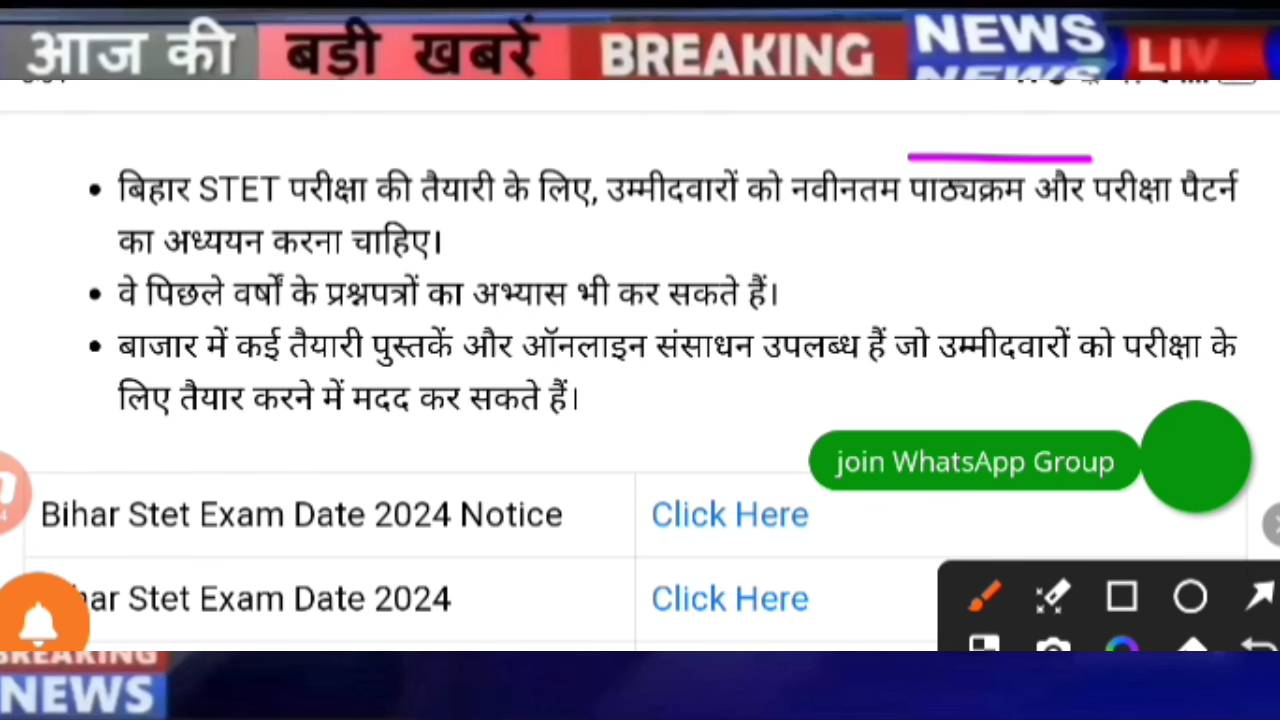 आज की बड़ी खबरें BREAKING NEWS LIV
NEWS
• बिहार STET परीक्षा की तैयारी के लिए, उम्मीदवारों को नवीनतम पाठ्यक्रम और परीक्षा पैटर्न
का अध्ययन करना चाहिए।
• वे पिछले वर्षों के प्रश्नपत्रों का अभ्यास भी कर सकते हैं।
• बाजार में कई तैयारी पुस्तकें और ऑनलाइन संसाधन उपलब्ध हैं जो उम्मीदवारों को परीक्षा के
लिए तैयार करने में मदद कर सकते हैं।
join WhatsApp Group
Bihar Stet Exam Date 2024 Notice Click Here
har Stet Exam Date 2024 Click Here
BREAKING
NEWS